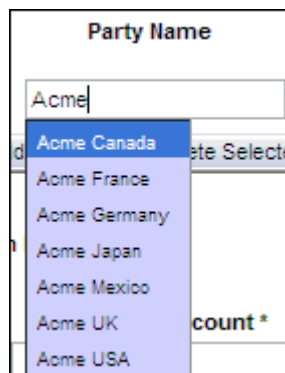 Party Name
Acme
Acme Canada
Acme France
Acme Germany
Acme Japan
Acme Mexico
Acme UK
count *
Acme USA